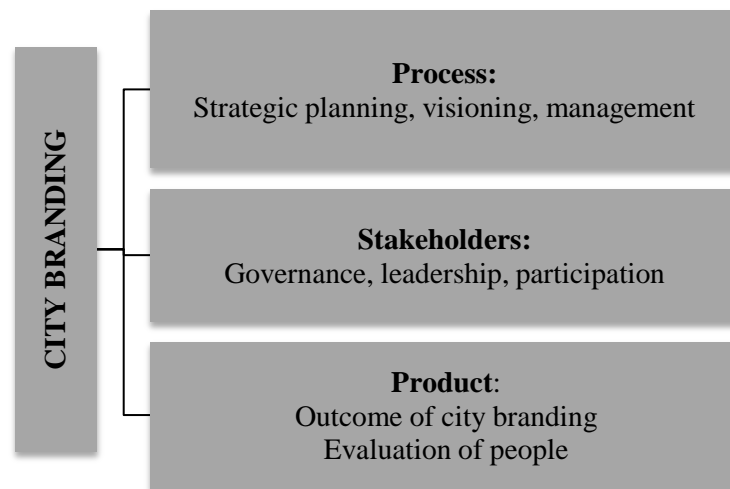 CITY BRANDING
Process:
Strategic planning, visioning, management
Stakeholders:
Governance, leadership, participation
Product:
Outcome of city branding
Evaluation of people